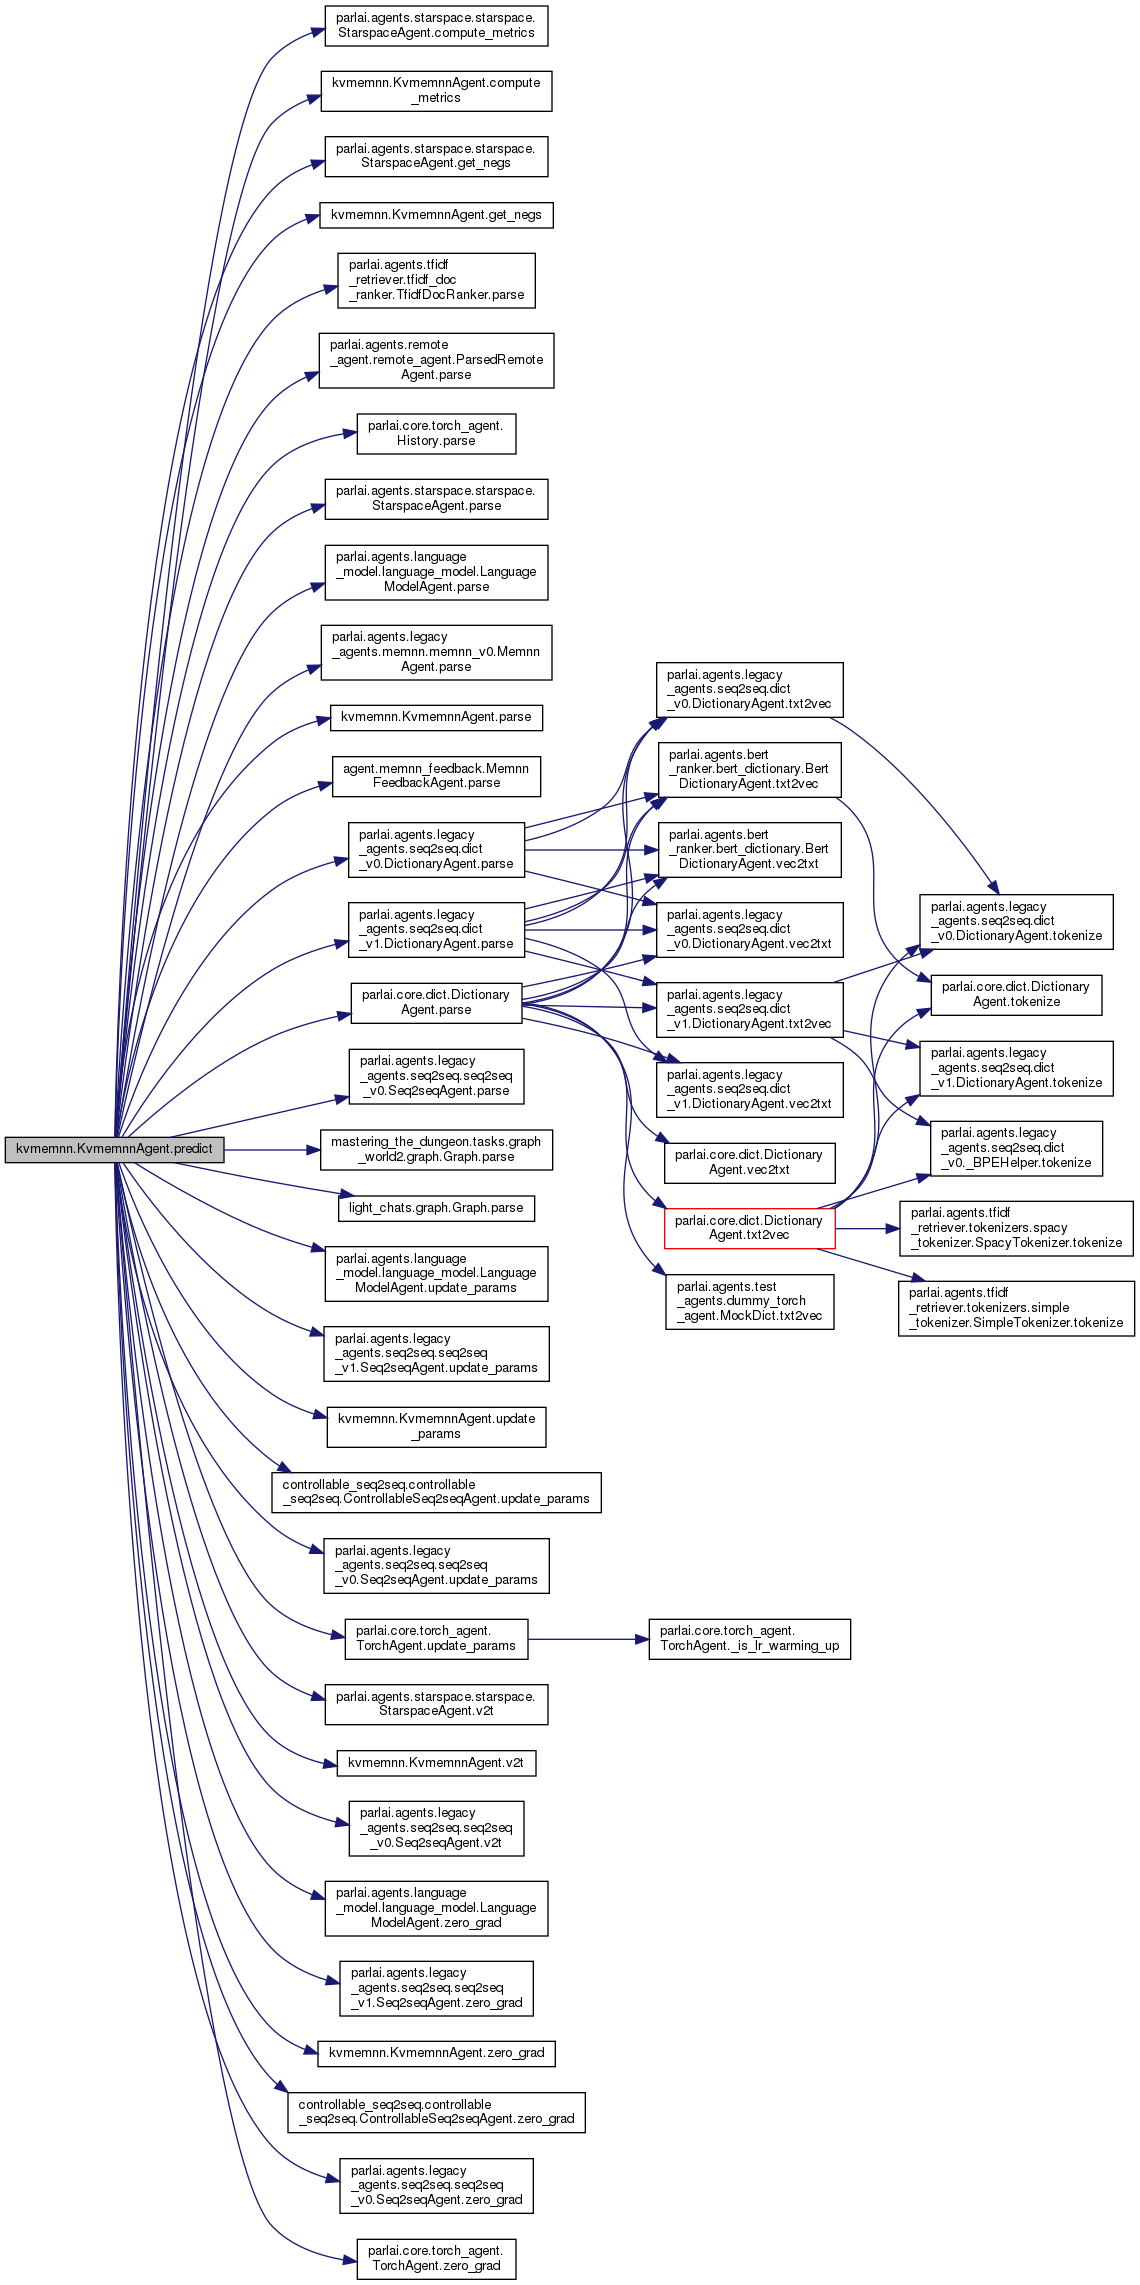 parlai.agents.starspace.starspace.
StarspaceAgent.compute_metrics
kvmemnn.KvmemnnAgent.compute
_metrics
parlai.agents.starspace.starspace.
StarspaceAgent.get_negs
kvmemnn.KvmemnnAgent.get_negs
parlai.agents.tfidf
_retriever.tfidf_doc
_ranker.TfidfDocRanker.parse
parlai.agents.remote
_agent.remote_agent.ParsedRemote
Agent.parse
parlai.core.torch_agent.
History.parse
parlai.agents.starspace.starspace.
StarspaceAgent.parse
parlai.agents.language
_model.language_model.Language
ModelAgent.parse
parlai.agents.legacy
_agents.memnn.memnn_v0.Memnn
Agent.parse
kvmemnn.KvmemnnAgent.parse
agent.memnn_feedback.Memnn
FeedbackAgent.parse
parlai.agents.legacy
_agents.seq2seq.dict
_v0.DictionaryAgent.parse
parlai.agents.legacy
_agents.seq2seq.dict
_v1.DictionaryAgent.parse
parlai.core.dict.Dictionary
Agent.parse
parlai.agents.legacy
_agents.seq2seq.seq2seq
_v0.Seq2seqAgent.parse
kvmemnn.KvmemnnAgent.predict
mastering_the_dungeon.tasks.graph
_world2.graph.Graph.parse
light_chats.graph.Graph.parse
parlai.agents.language
_model.language_model.Language
ModelAgent.update_params
parlai.agents.legacy
_agents.seq2seq.seq2seq
_v1.Seq2seqAgent.update_params
kvmemnn.KvmemnnAgent.update
_params
controllable_seq2seq.controllable
_seq2seq.ControllableSeq2seqAgent.update_params
parlai.agents.legacy
_agents.seq2seq.seq2seq
_v0.Seq2seqAgent.update_params
parlai.core.torch_agent.
TorchAgent.update_params
parlai.agents.starspace.starspace.
StarspaceAgent.v2t
kvmemnn.KvmemnnAgent.v2t
parlai.agents.legacy
_agents.seq2seq.seq2seq
_v0.Seq2seqAgent.v2t
parlai.agents.language
_model.language_model.Language
ModelAgent.zero_grad
parlai.agents.legacy
_agents.seq2seq.seq2seq
_v1.Seq2seqAgent.zero_grad
kvmemnn.KvmemnnAgent.zero_grad
controllable_seq2seq.controllable
_seq2seq.ControllableSeq2seqAgent.zero_grad
parlai.agents.legacy
_agents.seq2seq.seq2seq
_v0.Seq2seqAgent.zero_grad
parlai.core.torch_agent.
TorchAgent.zero_grad
parlai.agents.legacy
_agents.seq2seq.dict
_v0.DictionaryAgent.txt2vec
parlai.agents.bert
_ranker.bert_dictionary.Bert
DictionaryAgent.txt2vec
parlai.agents.bert
_ranker.bert_dictionary.Bert
DictionaryAgent.vec2txt
parlai.agents.legacy
_agents.seq2seq.dict
_v0.DictionaryAgent.vec2txt
parlai.agents.legacy
_agents.seq2seq.dict
_v1.DictionaryAgent.txt2vec
parlai.agents.legacy
_agents.seq2seq.dict
_v1.DictionaryAgent.vec2txt
parlai.core.dict.Dictionary
Agent.vec2txt
parlai.core.dict.Dictionary
Agent.txt2vec
parlai.agents.test
_agents.dummy_torch
_agent.MockDict.txt2vec
parlai.core.torch_agent.
TorchAgent._is_lr_warming_up
parlai.agents.legacy
_agents.seq2seq.dict
_v0.DictionaryAgent.tokenize
parlai.core.dict.Dictionary
Agent.tokenize
parlai.agents.legacy
_agents.seq2seq.dict
_v1.DictionaryAgent.tokenize
parlai.agents.legacy
_agents.seq2seq.dict
_v0._BPEHelper.tokenize
parlai.agents.tfidf
_retriever.tokenizers.spacy
_tokenizer.SpacyTokenizer.tokenize
parlai.agents.tfidf
_retriever.tokenizers.simple
_tokenizer.SimpleTokenizer.tokenize